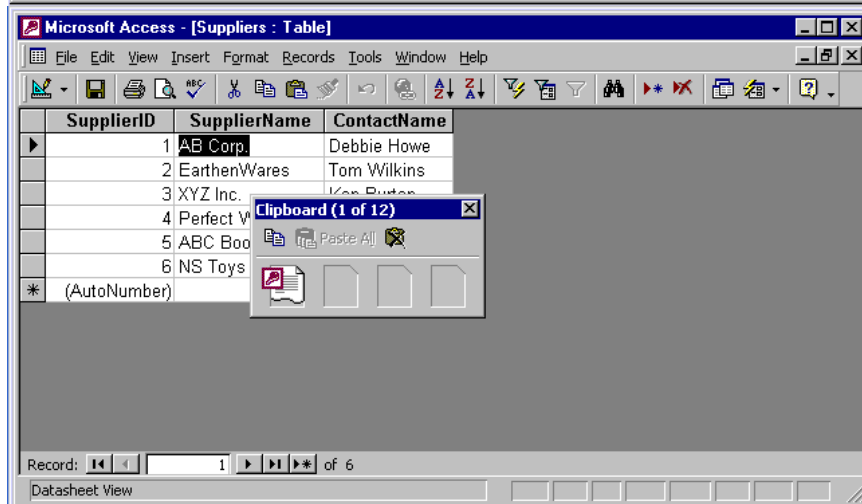 Microsoft Access - [Suppliers : Table]
File Edit View Insert Format Records Tools Window Help
SupplierID SupplierName ContactName
1 AB Corp. Debbie Howe
2 EarthenWares Tom Wilkins
3 XYZ Inc.
Clipboard (1 of 12)
4 Perfect
Paste All
5 ABC Boo
6 NS Toys
(AutoNumber)
Record: 1 of 6
Datasheet View